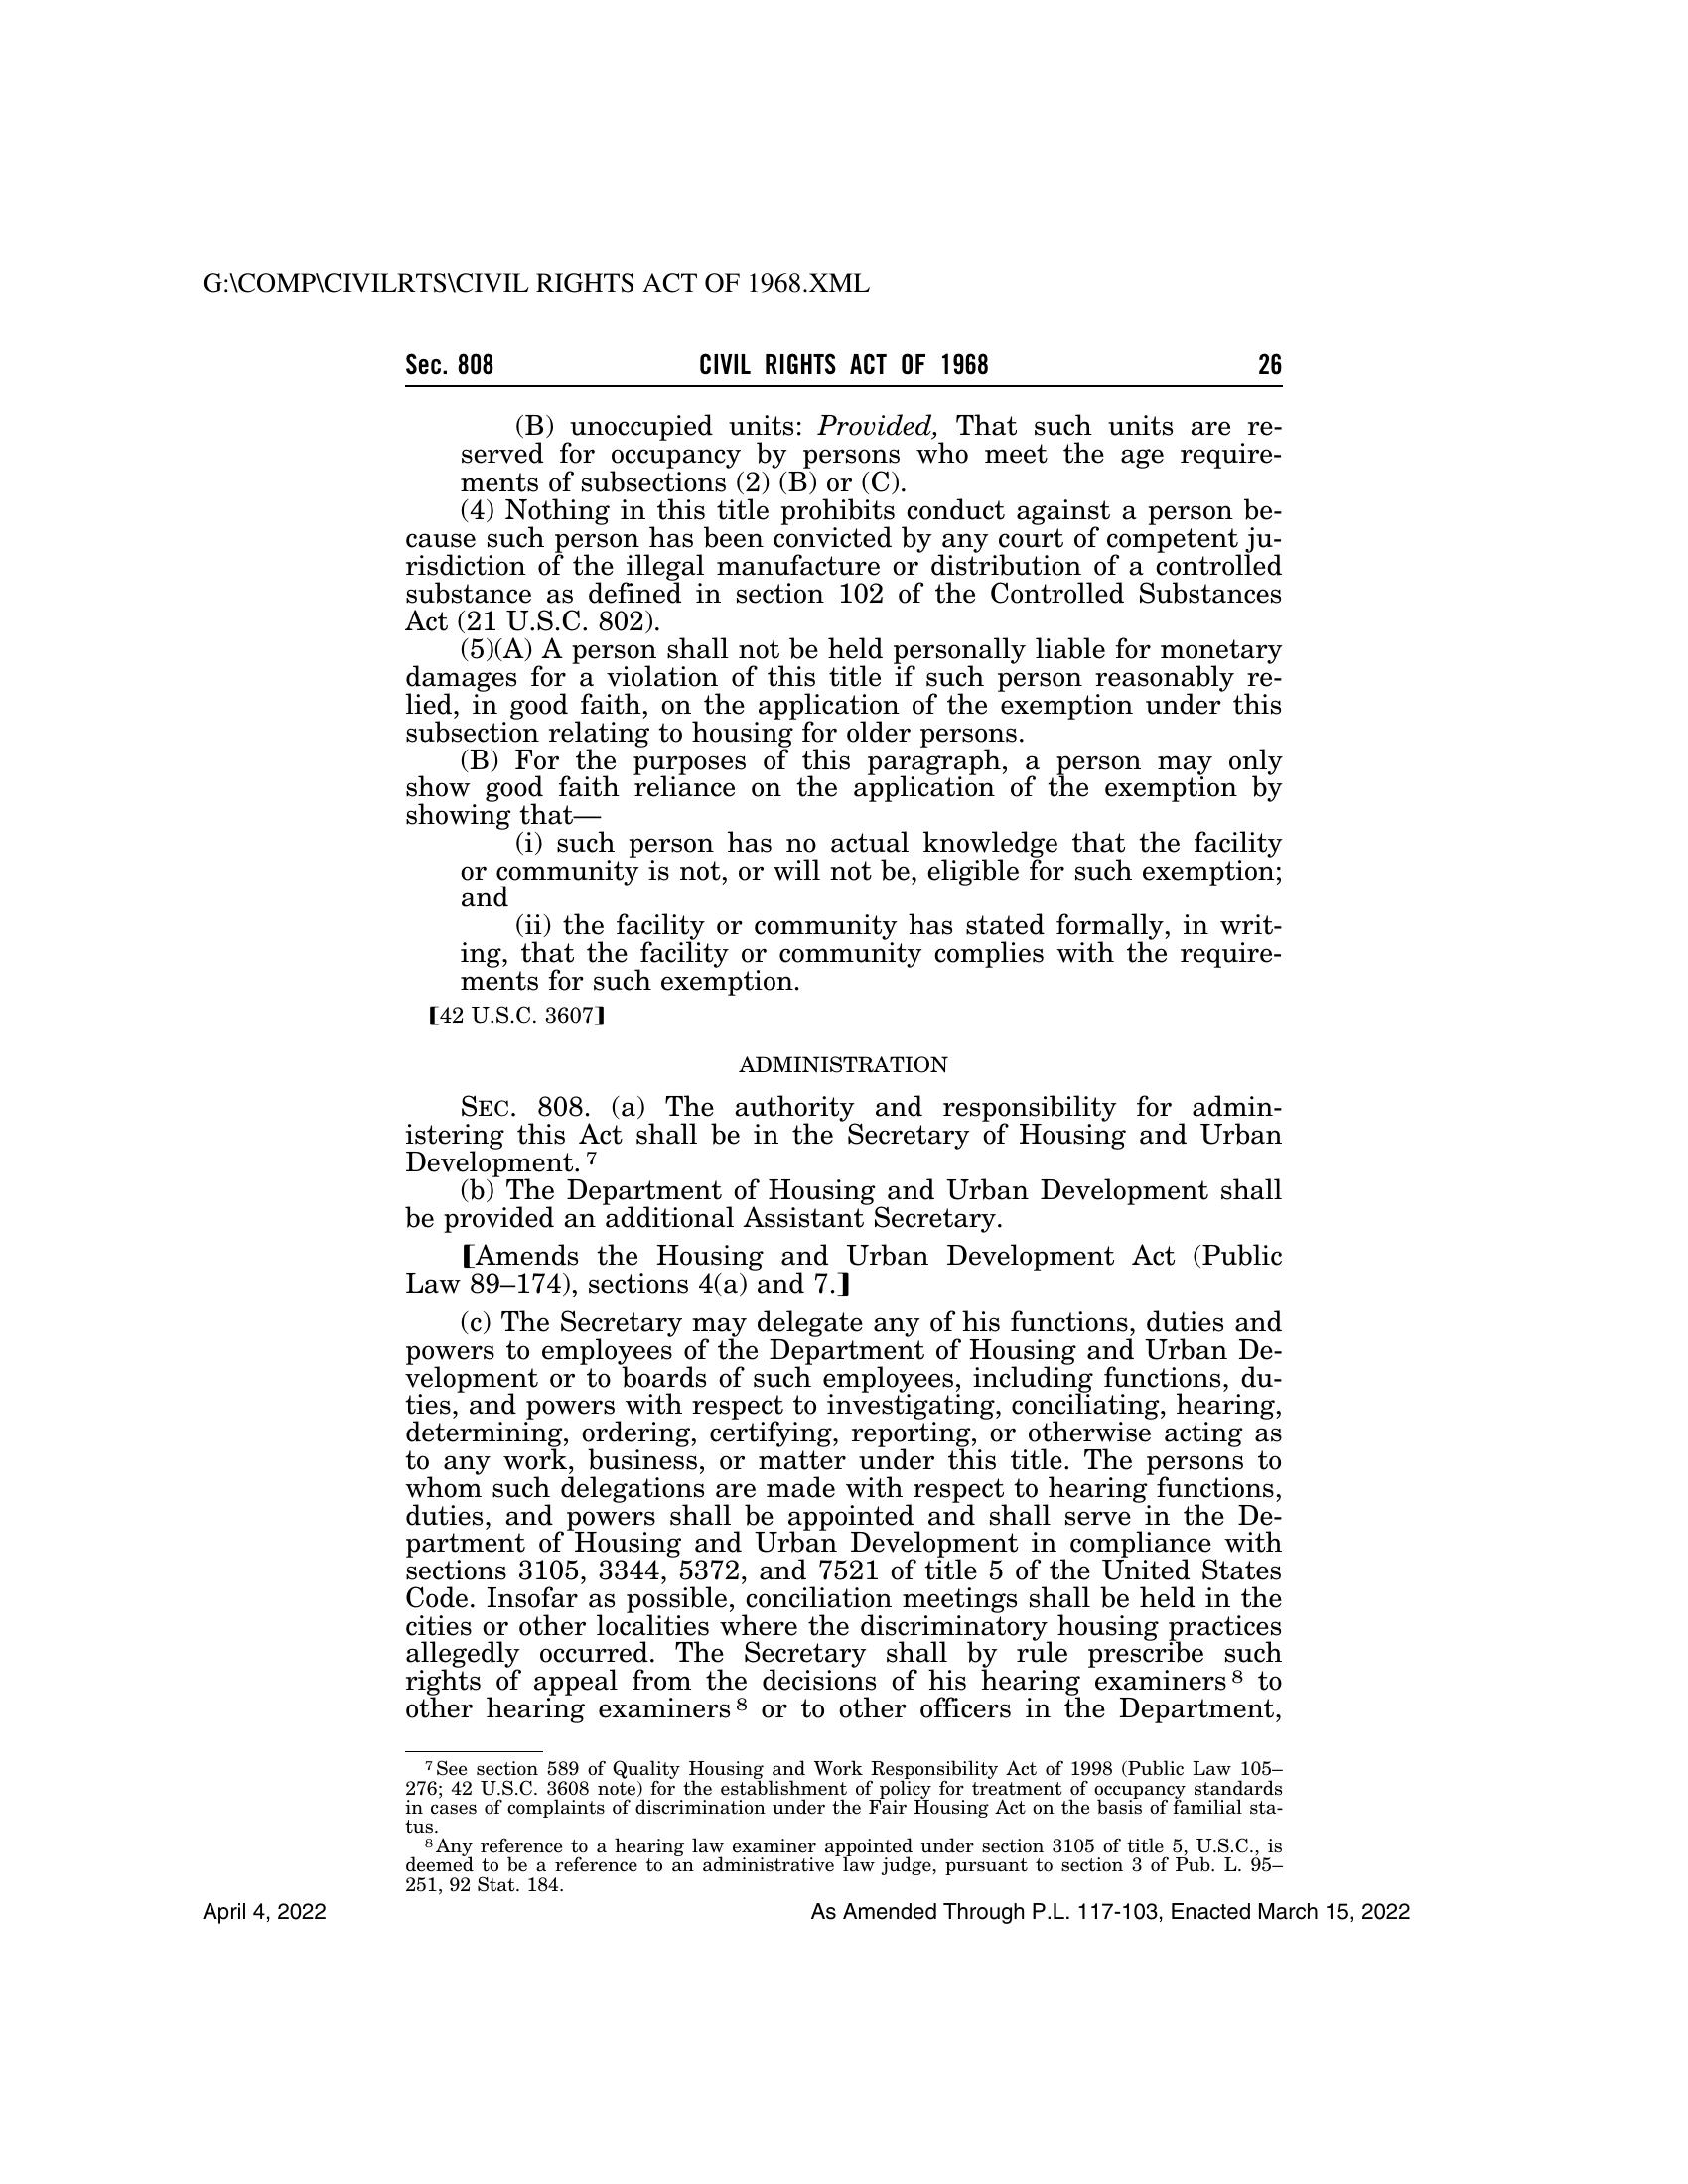 G:\COMP\CIVILRTS\CIVIL RIGHTS ACT OF 1968.XML
Sec. 808 CIVIL RIGHTS ACT OF 1968 26
(B) unoccupied units: Provided, That such units are re-
served for occupancy by persons who meet the age require-
ments of subsections (2) (B) or (C).
(4) Nothing in this title prohibits conduct against a person be-
cause such person has been convicted by any court of competent ju-
risdiction of the illegal manufacture or distribution of a controlled
substance as defined in section 102 of the Controlled Substances
Act (21 U.S.C. 802).
(5)(A) A person shall not be held personally liable for monetary
damages for a violation of this title if such person reasonably re-
lied, in good faith, on the application of the exemption under this
subsection relating to housing for older persons.
(B) For the purposes of this paragraph, a person may only
show good faith reliance on the application of the exemption by
showing that—
(i) such person has no actual knowledge that the facility
or community is not, or will not be, eligible for such exemption;
and
(ii) the facility or community has stated formally, in writ-
ing, that the facility or community complies with the require-
ments for such exemption.
[42 U.S.C. 3607]
ADMINISTRATION
SEC. 808. (a) The authority and responsibility for admin-
istering this Act shall be in the Secretary of Housing and Urban
Development. 7
(b) The Department of Housing and Urban Development shall
be provided an additional Assistant Secretary.
[Amends the Housing and Urban Development Act (Public
Law 89–174), sections 4(a) and 7.]
(c) The Secretary may delegate any of his functions, duties and
powers to employees of the Department of Housing and Urban De-
velopment or to boards of such employees, including functions, du-
ties, and powers with respect to investigating, conciliating, hearing,
determining, ordering, certifying, reporting, or otherwise acting as
to any work, business, or matter under this title. The persons to
whom such delegations are made with respect to hearing functions,
duties, and powers shall be appointed and shall serve in the De-
partment of Housing and Urban Development in compliance with
sections 3105, 3344, 5372, and 7521 of title 5 of the United States
Code. Insofar as possible, conciliation meetings shall be held in the
cities or other localities where the discriminatory housing practices
allegedly occurred. The Secretary shall by rule prescribe such
rights of appeal from the decisions of his hearing examiners 8 to
other hearing examiners 8 or to other officers in the Department,
7 See section 589 of Quality Housing and Work Responsibility Act of 1998 (Public Law 105–
276; 42 U.S.C. 3608 note) for the establishment of policy for treatment of occupancy standards
in cases of complaints of discrimination under the Fair Housing Act on the basis of familial sta-
tus.
8 Any reference to a hearing law examiner appointed under section 3105 of title 5, U.S.C., is
deemed to be a reference to an administrative law judge, pursuant to section 3 of Pub. L. 95–
251, 92 Stat. 184.
April 4, 2022 As Amended Through P.L. 117-103, Enacted March 15, 2022